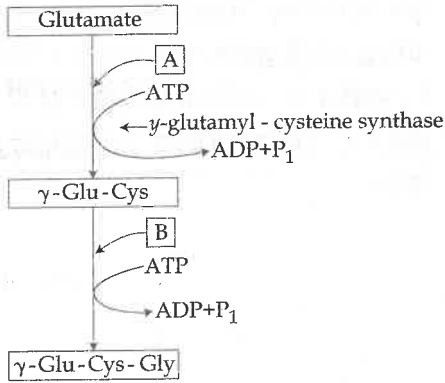 Glutamate
A
ATP
y-glutamyl - cysteine synthase
ADP+P1
γ-Glu-Cys
B
ATP
ADP+P1
γ-Glu-Cys-Gly